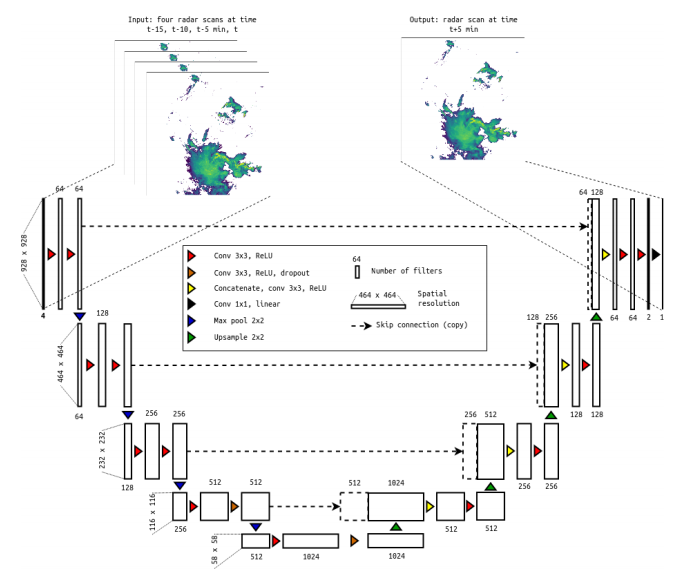 Input: four radar scans at time
t-15, t-10, t-5 min, t
Output: radar scan at time
t+5 min
64 64
64 128
928 x 928
4
64 64 2 1
64
Conv 3x3, ReLU
Conv 3x3, ReLU, dropout
Number of filters
Concatenate, conv 3x3, ReLU
Conv 1x1, linear
464 x 464
Spatial
resolution
Max pool 2x2
Skip connection (copy)
Upsample 2x2
128
128 256
464 x 464
64
128 128
256 256
256 512
232 x 232
128
256 256
512 512
512 1024
116 x 116
256
512 512
58 x 58
512 1024
1024